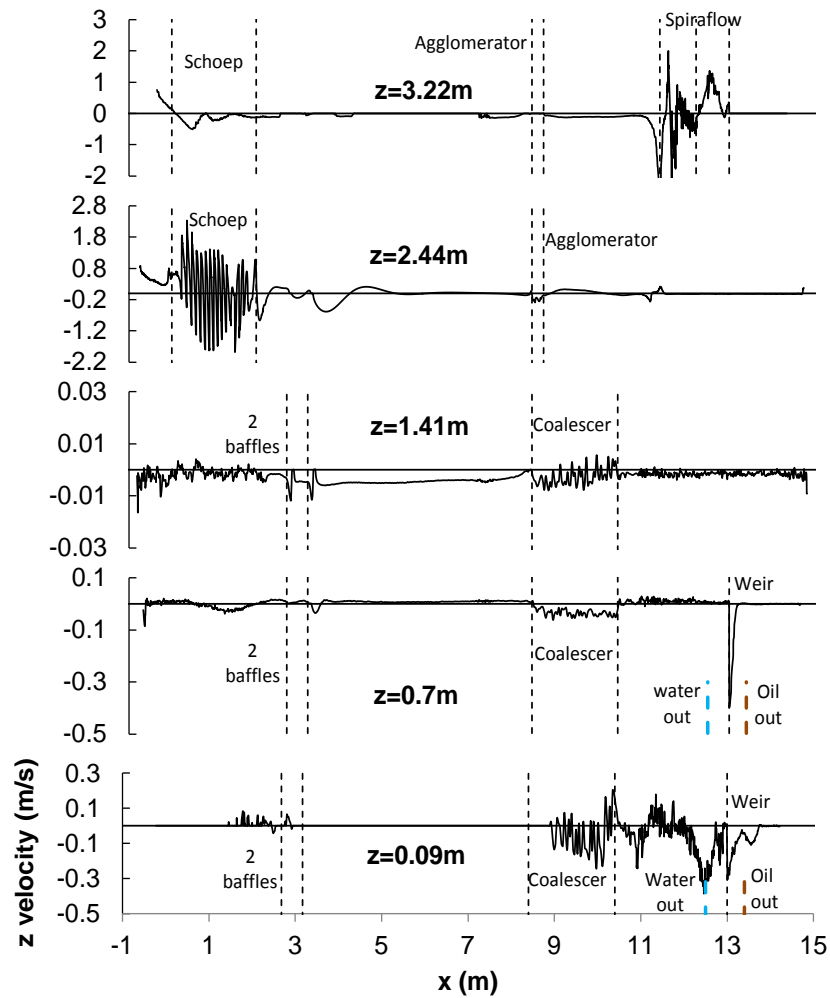 3
2
1
0
-1
-2
Schoep
Agglomerator
Spiraflow
z=3.22m
2.8
1.8
0.8
-0.2
-1.2
-2.2
Schoep
z=2.44m
Agglomerator
0.03
0.01
-0.01
-0.03
2
baffles
z=1.41m
Coalescer
0.1
-0.1
-0.3
-0.5
2
baffles
z=0.7m
Coalescer
Weir
water
out
Oil
out
0.3
0.1
-0.1
-0.3
-0.5
2
baffles
z=0.09m
Coalescer
Weir
Water
out
Oil
out
z velocity (m/s)
-1 1 3 5 7 9 11 13 15
x (m)